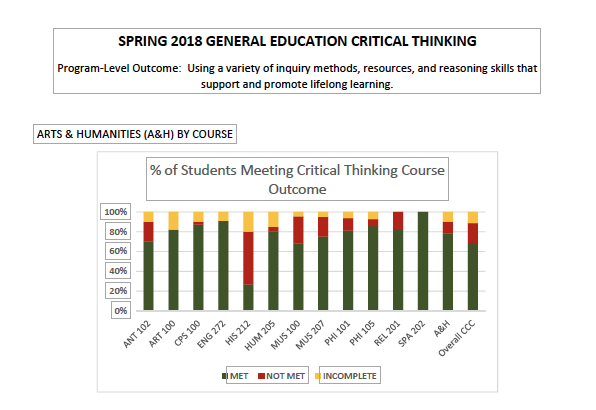 SPRING 2018 GENERAL EDUCATION CRITICAL THINKING
Program-Level Outcome: Using a variety of inquiry methods, resources, and reasoning skills that
support and promote lifelong learning.
ARTS & HUMANITIES (A&H) BY COURSE
% of Students Meeting Critical Thinking Course
Outcome
100%
80%
60%
40%
20%
0%
ANT 102
ART 100
CPS 100
ENG 272
HIS 212
HUM 205
MUS 100
MUS 207
PHI 101
PHI 105
REL 201
SPA 202
A&H
Overall CCC
MET
NOT MET
INCOMPLETE